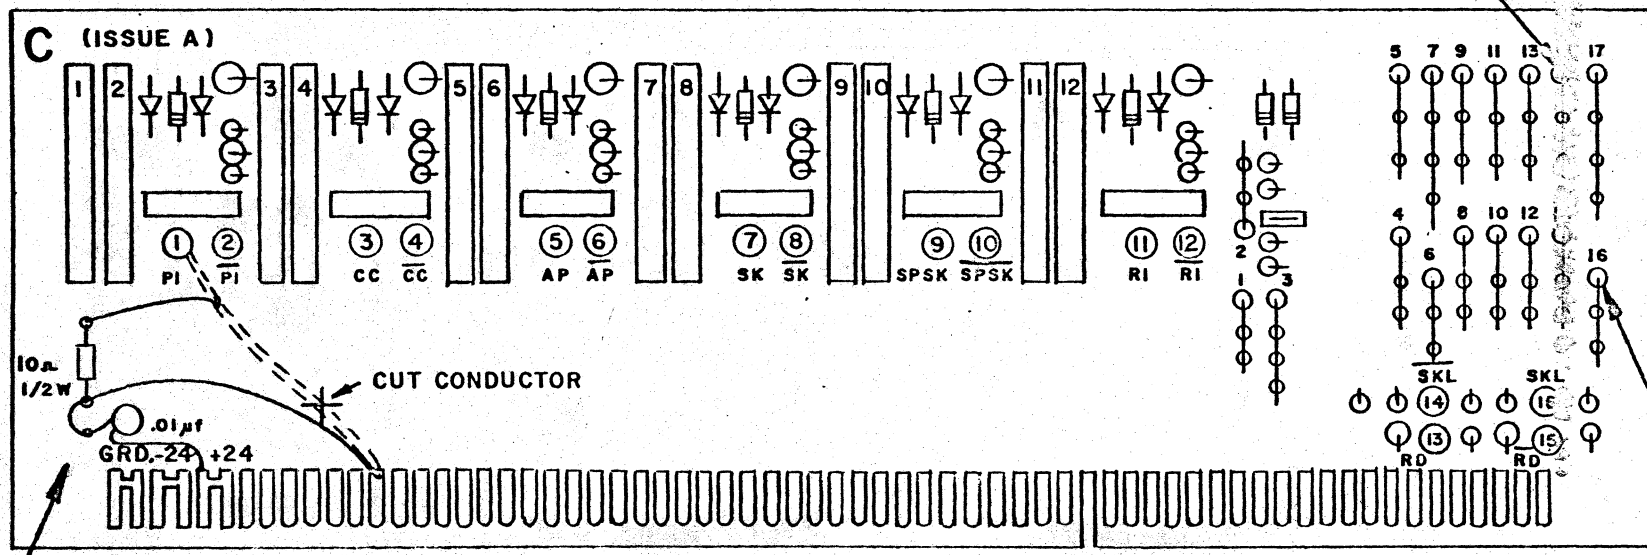 C (ISSUE A)
5 7 9 11 13 17
1 2 3 4 5 6 7 8 9 10 11 12
4 8 10 12
1 2 3 4 5 6 7 8 9 10 11 12 2 6 16
PI PI CC CC AP AP SK SK SPSK SPSK RI RI 1 3
10Ω
1/2 W
CUT CONDUCTOR
SKL SKL
14
.01µf
13 15
GRD. -24 +24
RD RD